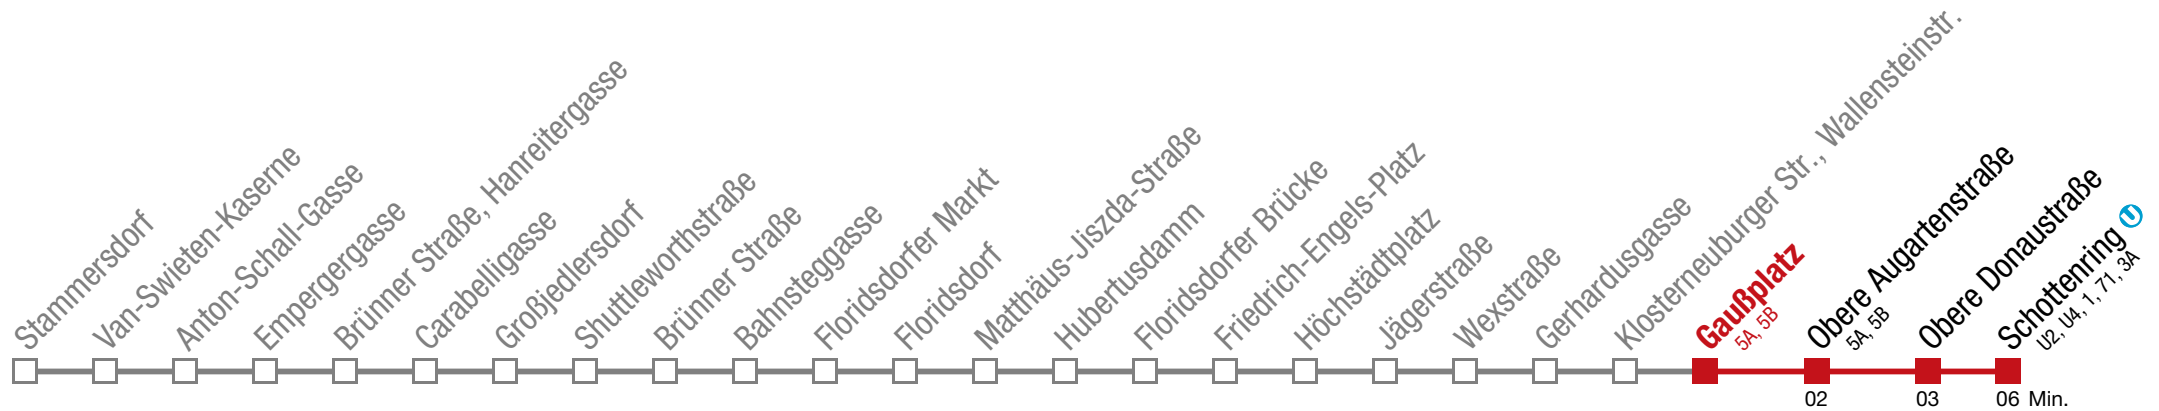 Stammersdorf
Van-Swieten-Kaserne
Anton-Schall-Gasse
Empergergasse
Brünner Straße, Hanreitergasse
Carabelligasse
Großjedlersdorf
Shuttleworthstraße
Brünner Straße
Bahnsteggasse
Floridsdorfer Markt
Floridsdorf
Matthäus-Jiszda-Straße
Hubertusdamm
Floridsdorfer Brücke
Friedrich-Engels-Platz
Höchstädtplatz
Jägerstraße
Wexstraße
Gerhardusgasse
Klosterneuburger Str., Wallensteinstr.
Gaußplatz
5A, 5B
Obere Augartenstraße
5A, 5B
Obere Donaustraße
Schottenring U
U2, U4, 1, 71, 3A
02 03 06 Min.